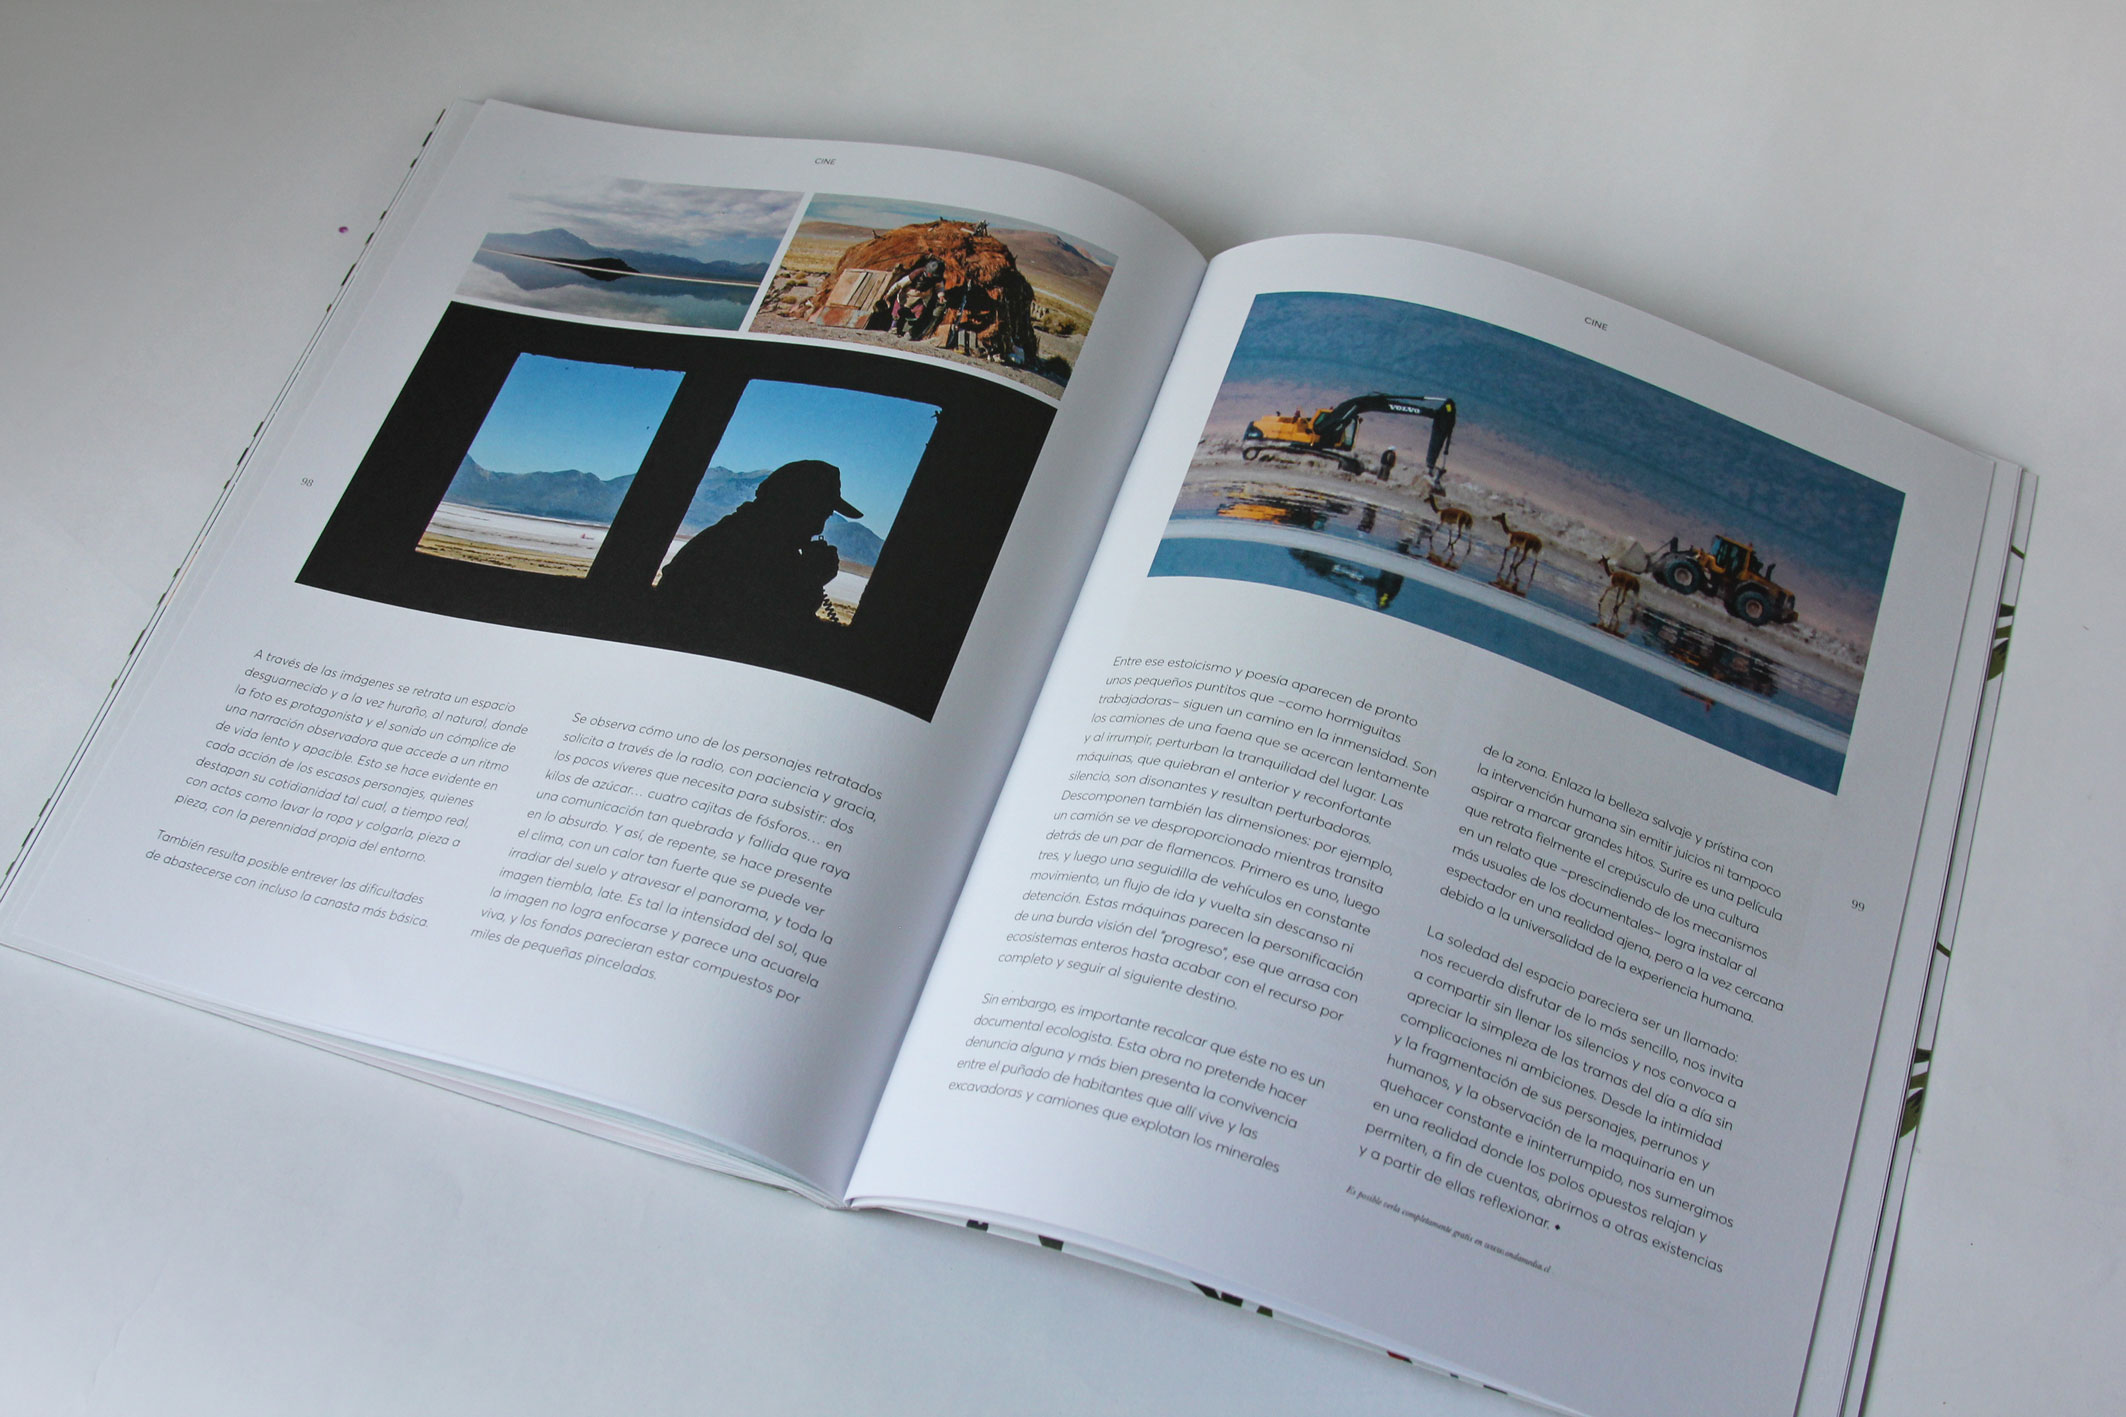 CINE
98
A través de las imágenes se retrata un espacio
desguarnecido y a la vez huraño, al natural, donde
la foto es protagonista y el sonido un cómplice de
una narración observadora que accede a un ritmo
de vida lento y apacible. Esto se hace evidente en
cada acción de los escasos personajes, quienes
destapan su cotidianidad tal cual, a tiempo real,
con actos como lavar la ropa y colgarla, pieza a
pieza, con la perennidad propia del entorno.
También resulta posible entrever las dificultades
de abastecerse con incluso la canasta más básica.
Se observa cómo uno de los personajes retratados
solicita a través de la radio, con paciencia y gracia,
los pocos víveres que necesita para subsistir: dos
kilos de azúcar... cuatro cajitas de fósforos... en
una comunicación tan quebrada y fallida que raya
en lo absurdo. Y así, de repente, se hace presente
el clima, con un calor tan fuerte que se puede ver
irradiar del suelo y atravesar el panorama, y toda la
imagen tiembla, late. Es tal la intensidad del sol, que
la imagen no logra enfocarse y parece una acuarela
viva, y los fondos parecieran estar compuestos por
miles de pequeñas pinceladas.
CINE
VOLVO
Entre ese estoicismo y poesía aparecen de pronto
unos pequeños puntitos que –como hormiguitas
trabajadoras– siguen un camino en la inmensidad. Son
los camiones de una faena que se acercan lentamente
y al irrumpir, perturban la tranquilidad del lugar. Las
máquinas, que quiebran el anterior y reconfortante
silencio, son disonantes y resultan perturbadoras.
Descomponen también las dimensiones: por ejemplo,
un camión se ve desproporcionado mientras transita
detrás de un par de flamencos. Primero es uno, luego
tres, y luego una seguidilla de vehículos en constante
movimiento, un flujo de ida y vuelta sin descanso ni
detención. Estas máquinas parecen la personificación
de una burda visión del "progreso", ese que arrasa con
ecosistemas enteros hasta acabar con el recurso por
completo y seguir al siguiente destino.
Sin embargo, es importante recalcar que éste no es un
documental ecologista. Esta obra no pretende hacer
denuncia alguna y más bien presenta la convivencia
entre el puñado de habitantes que allí vive y las
excavadoras y camiones que explotan los minerales
de la zona. Enlaza la belleza salvaje y prístina con
la intervención humana sin emitir juicios ni tampoco
aspirar a marcar grandes hitos. Surire es una película
que retrata fielmente el crepúsculo de una cultura
en un relato que –prescindiendo de los mecanismos
más usuales de los documentales– logra instalar al
espectador en una realidad ajena, pero a la vez cercana
debido a la universalidad de la experiencia humana.
La soledad del espacio pareciera ser un llamado:
nos recuerda disfrutar de lo más sencillo, nos invita
a compartir sin llenar los silencios y nos convoca a
apreciar la simpleza de las tramas del día a día sin
complicaciones ni ambiciones. Desde la intimidad
y la fragmentación de sus personajes, perrunos y
humanos, y la observación de la maquinaria en un
quehacer constante e ininterrumpido, nos sumergimos
en una realidad donde los polos opuestos relajan y
permiten, a fin de cuentas, abrirnos a otras existencias
y a partir de ellas reflexionar.
Es posible verla completamente gratis en www.ondamedia.cl
99